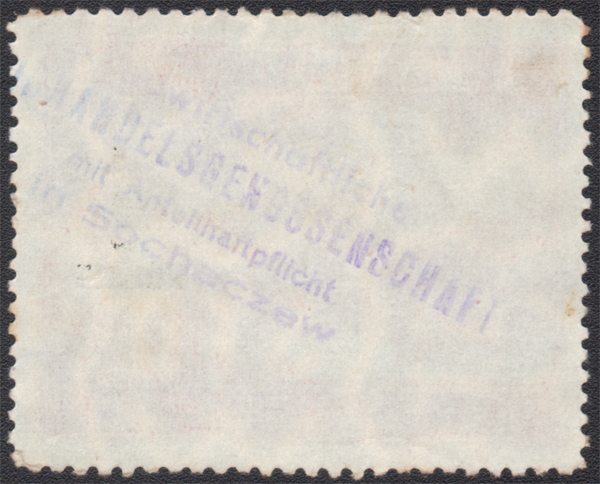 wirtschaftliche
HANDELSGENOSSENSCHAFT
mit Anteilhaftpflicht
in Sochaczew